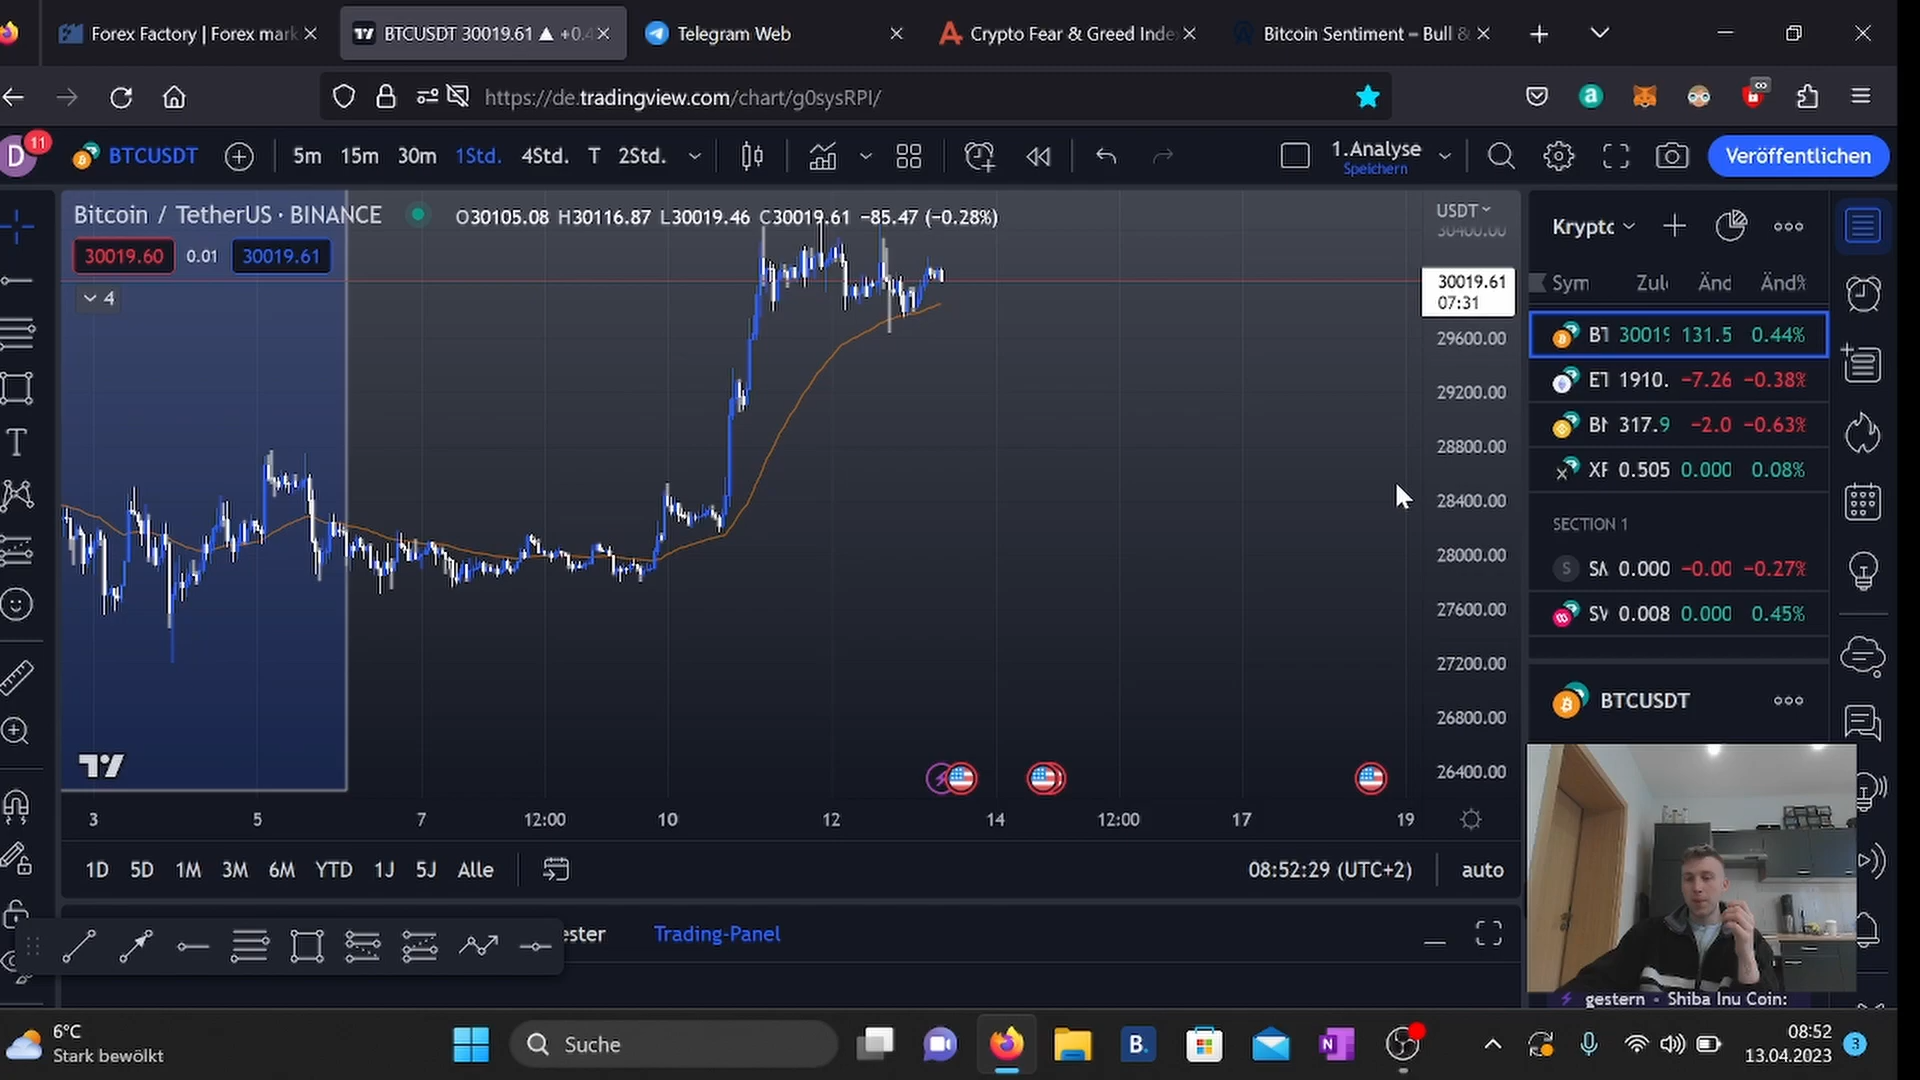 Forex Factory | Forex mark
BTCUSDT 30019.61 ▲ +0.4
Telegram Web
Crypto Fear & Greed Inde
Bitcoin Sentiment – Bull &
https://de.tradingview.com/chart/g0sysRPI/
D
11
BTCUSDT
5m
15m
30m
1Std.
4Std.
T
2Std.
1.Analyse
Speichern
Veröffentlichen
Bitcoin / TetherUS · BINANCE
O30105.08 H30116.87 L30019.46 C30019.61 −85.47 (−0.28%)
30019.60
0.01
30019.61
4
USDT
30400.00
30019.61
07:31
29600.00
29200.00
28800.00
28400.00
28000.00
27600.00
27200.00
26800.00
26400.00
3
5
7
12:00
10
12
14
12:00
17
19
1D
5D
1M
3M
6M
YTD
1J
5J
Alle
08:52:29 (UTC+2)
auto
ester
Trading-Panel
Krypto
Sym
Zul
Änd
Änd%
BT 30019 131.5 0.44%
ET 1910. −7.26 −0.38%
BN 317.9 −2.0 −0.63%
XR 0.505 0.000 0.08%
SECTION 1
S
SA 0.000 −0.00 −0.27%
SV 0.008 0.000 0.45%
BTCUSDT
gestern • Shiba Inu Coin:
6°C
Stark bewölkt
Suche
B.
N
08:52
13.04.2023
3